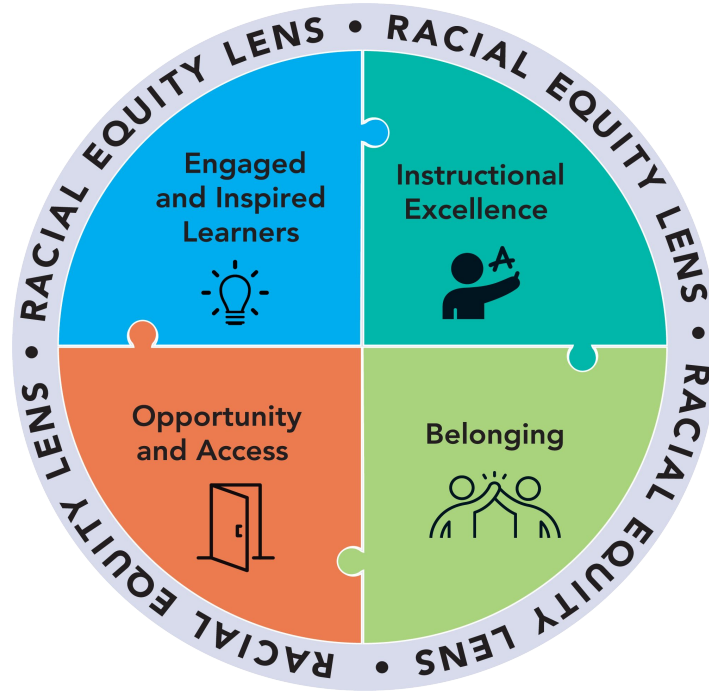 RACIAL EQUITY LENS • RACIAL EQUITY LENS • RACIAL EQUITY LENS • RACIAL EQUITY LENS •
Engaged
and Inspired
Learners
Instructional
Excellence
Opportunity
and Access
Belonging